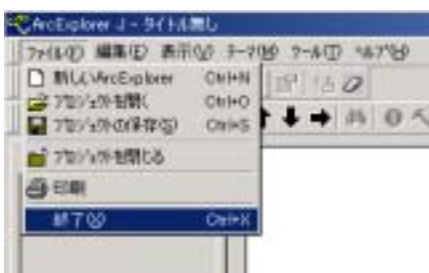 ArcExplorer J - タイトル無し
ファイル(F) 編集(E) 表示(V) テーマ(M) ツール(T) ヘルプ(H)
新しいArcExplorer Ctrl+N
プロジェクトを開く Ctrl+O
プロジェクトの保存(S) Ctrl+S
プロジェクトを閉じる
印刷
終了(X) Ctrl+X